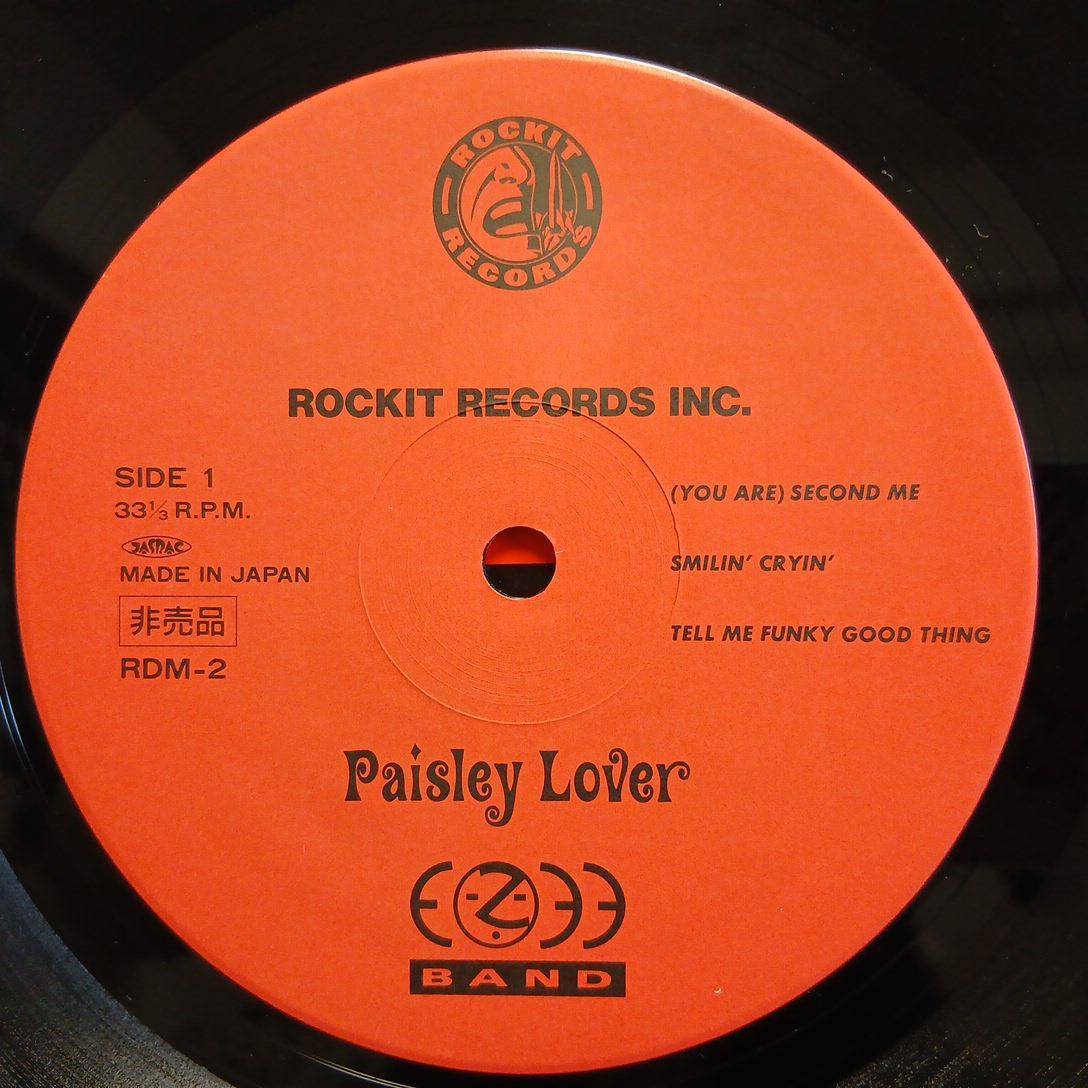 ROCKIT
RECORDS
ROCKIT RECORDS INC.
SIDE 1
33⅓ R.P.M.
JASRAC
MADE IN JAPAN
非売品
RDM-2
(YOU ARE) SECOND ME
SMILIN' CRYIN'
TELL ME FUNKY GOOD THING
Paisley Lover
E-Z-EE
BAND